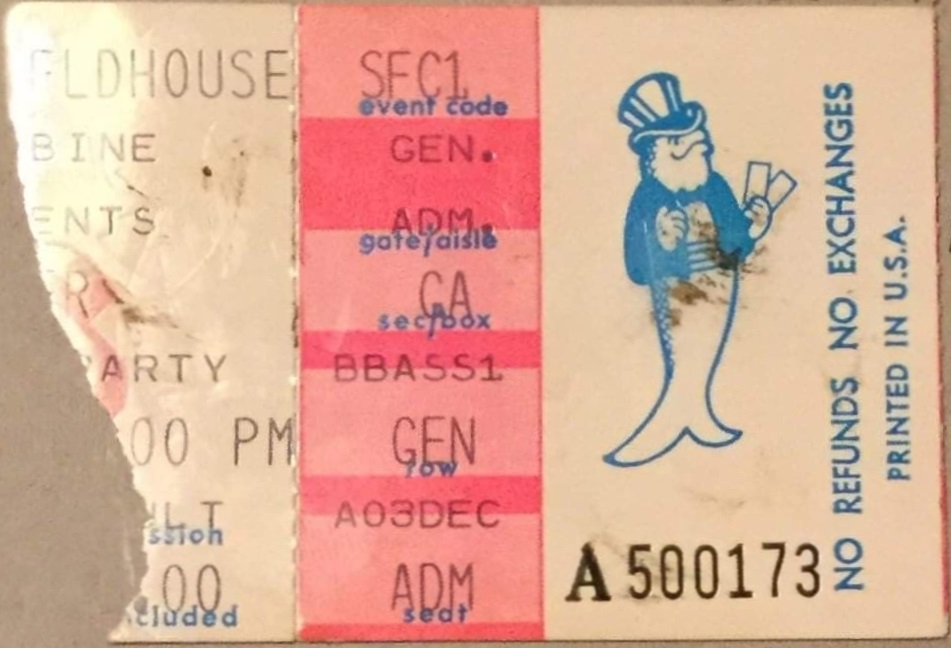 LDHOUSE
BINE
ENTS
R
PARTY
00 PM
ULT
ssion
00
cluded
SFC1
event code
GEN.
ADM.
gate/aisle
GA
sec/box
BBASS1
GEN
row
A03DEC
ADM
seat
A 500173
NO REFUNDS NO EXCHANGES
PRINTED IN U.S.A.